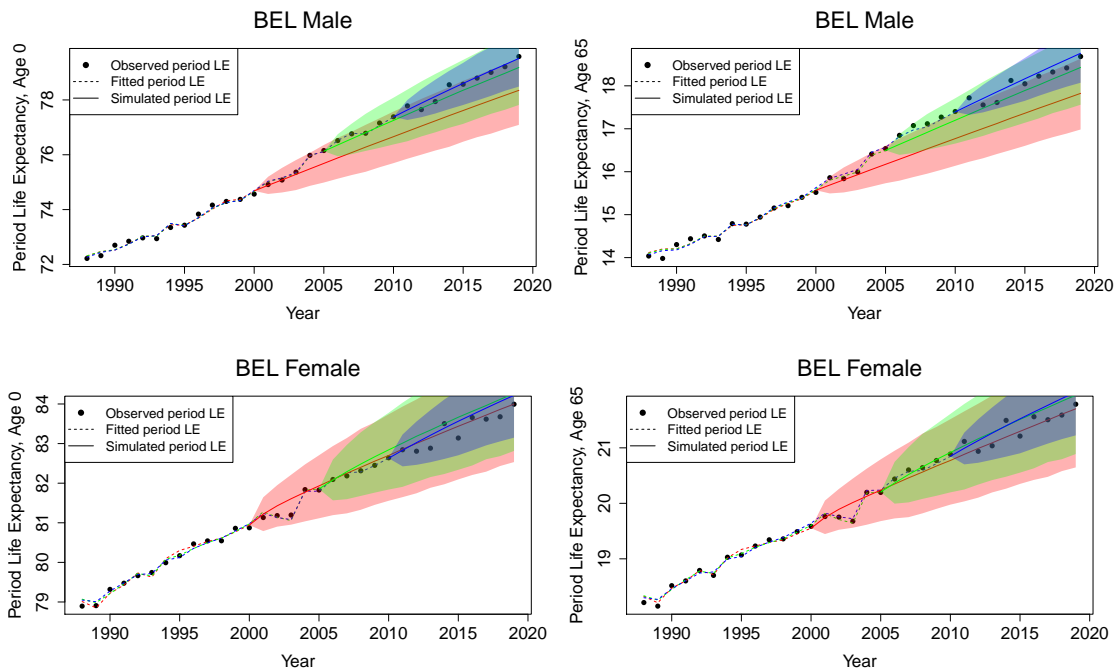 BEL Male
Period Life Expectancy, Age 0
72 74 76 78
Observed period LE
Fitted period LE
Simulated period LE
1990 1995 2000 2005 2010 2015 2020
Year
BEL Male
Period Life Expectancy, Age 65
14 15 16 17 18
Observed period LE
Fitted period LE
Simulated period LE
1990 1995 2000 2005 2010 2015 2020
Year
BEL Female
Period Life Expectancy, Age 0
79 80 81 82 83 84
Observed period LE
Fitted period LE
Simulated period LE
1990 1995 2000 2005 2010 2015 2020
Year
BEL Female
Period Life Expectancy, Age 65
19 20 21
Observed period LE
Fitted period LE
Simulated period LE
1990 1995 2000 2005 2010 2015 2020
Year